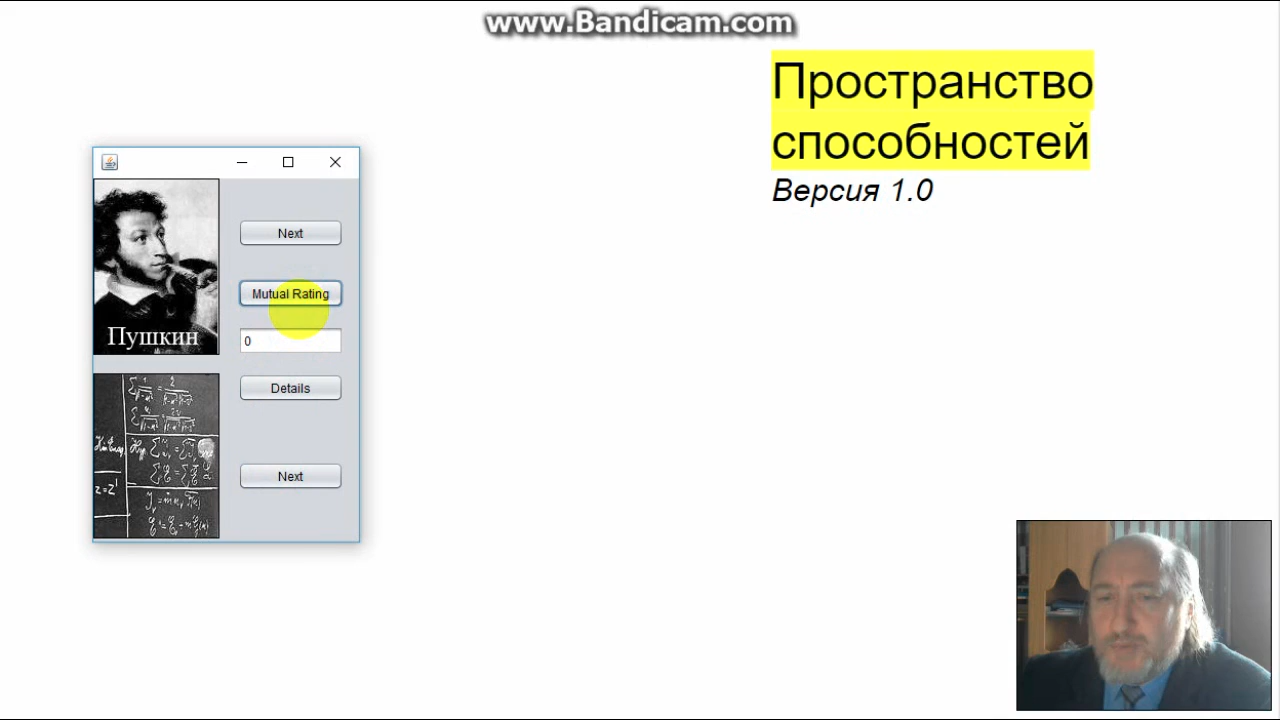 www.Bandicam.com
Пространство
способностей
Версия 1.0
Next
Mutual Rating
Пушкин
0
Details
Next